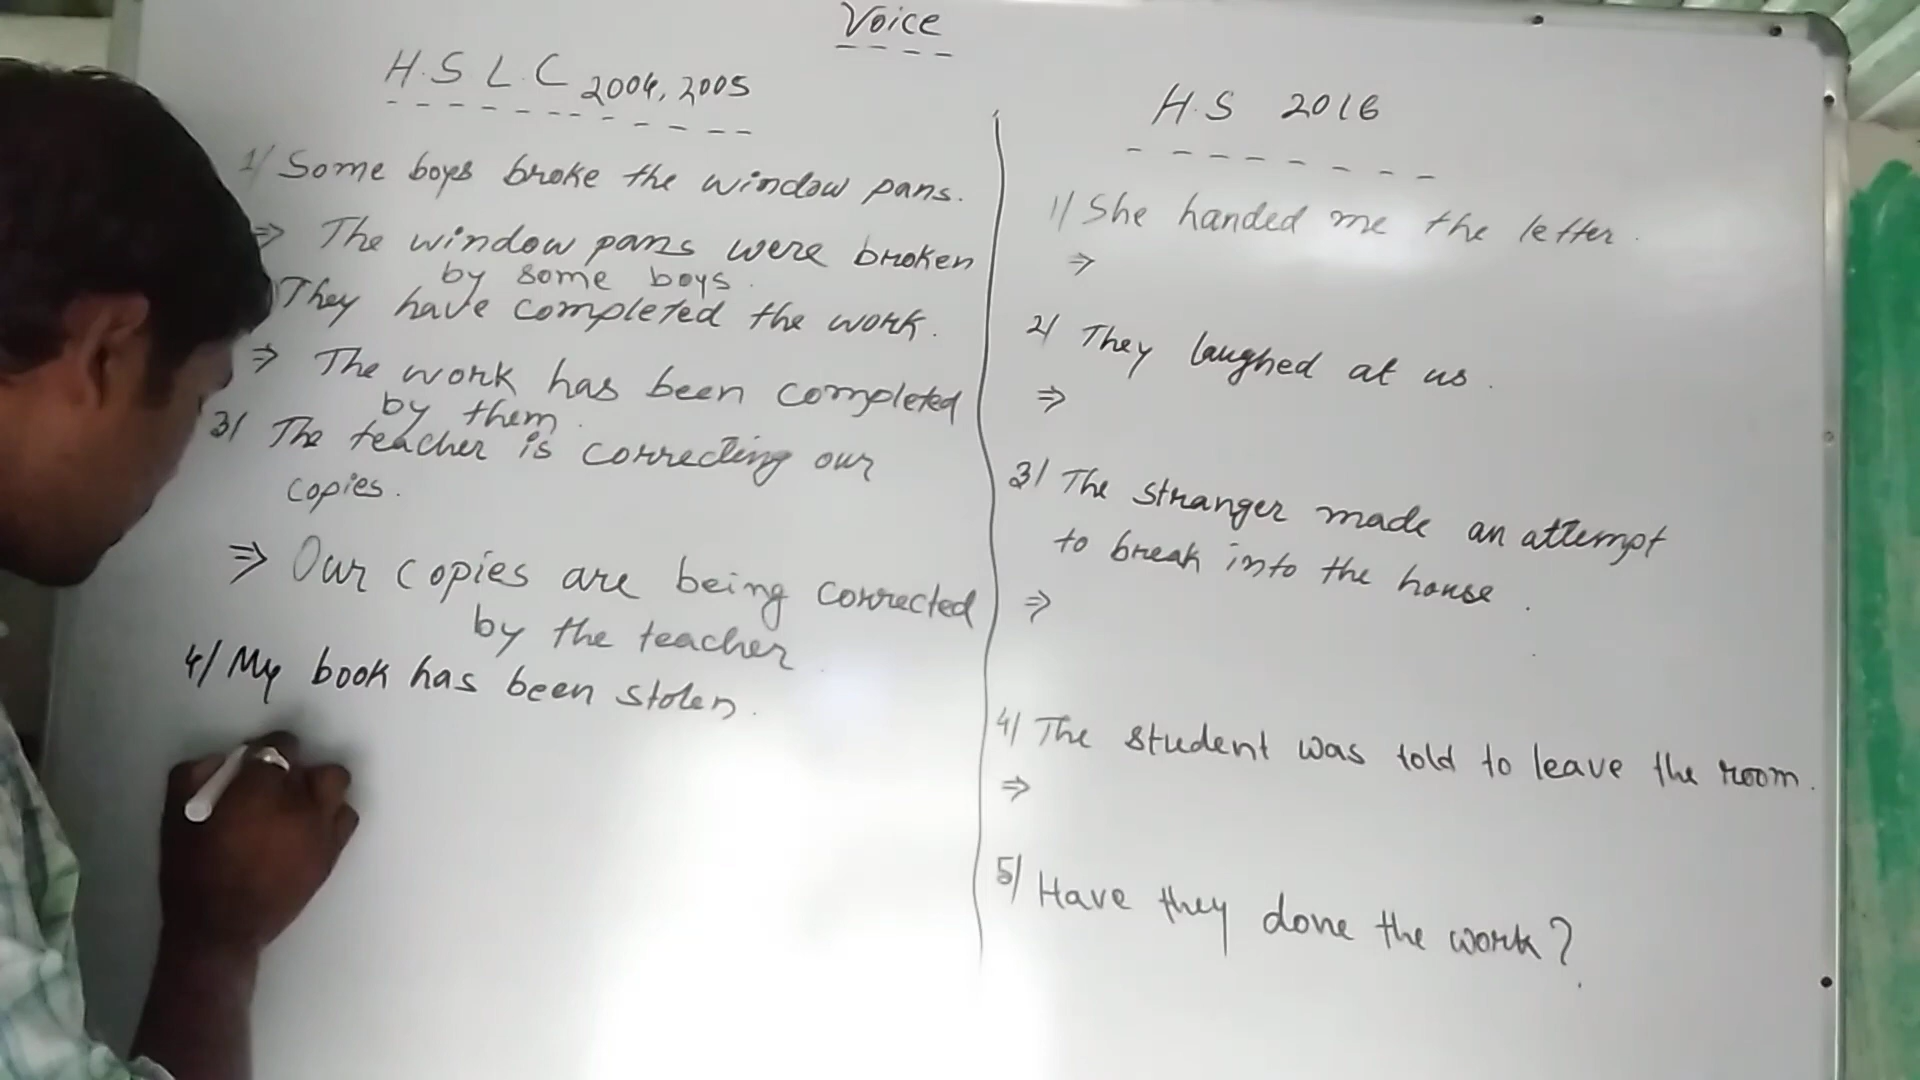 Voice
H.S L.C 2004, 2005
1/ Some boys broke the window pans.
⇒ The window pans were broken
by some boys.
They have completed the work.
⇒ The work has been completed
by them.
3/ The teacher is correcting our
copies.
⇒ Our copies are being corrected
by the teacher
4/ My book has been stolen.
H.S 2016
1/ She handed me the letter.
⇒
2/ They laughed at us.
⇒
3/ The stranger made an attempt
to break into the house.
⇒
4/ The student was told to leave the room.
⇒
5/ Have they done the work?